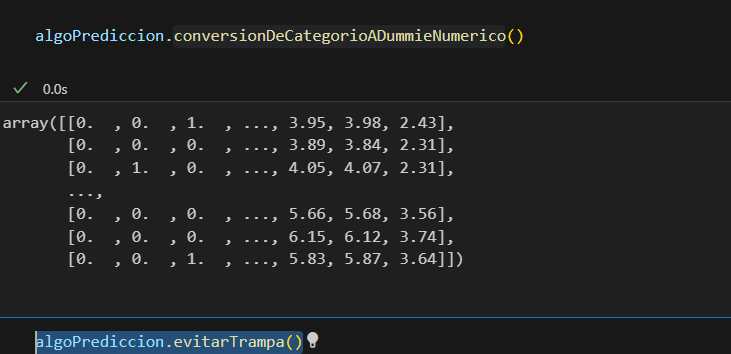 algoPrediccion.conversionDeCategorioADummieNumerico()
0.0s
array([[0. , 0. , 1. , ..., 3.95, 3.98, 2.43],
[0. , 0. , 0. , ..., 3.89, 3.84, 2.31],
[0. , 1. , 0. , ..., 4.05, 4.07, 2.31],
...,
[0. , 0. , 0. , ..., 5.66, 5.68, 3.56],
[0. , 0. , 0. , ..., 6.15, 6.12, 3.74],
[0. , 0. , 1. , ..., 5.83, 5.87, 3.64]])
algoPrediccion.evitarTrampa()